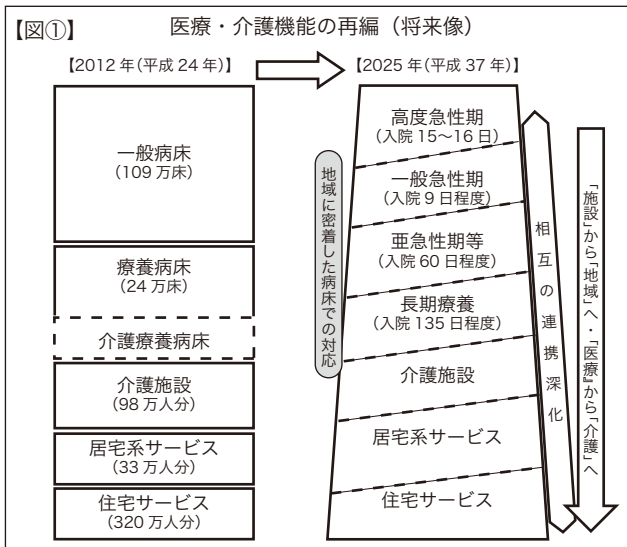 【図①】
医療・介護機能の再編（将来像）
【2012年(平成24年)】
【2025年(平成37年)】
一般病床
(109万床)
療養病床
(24万床)
介護療養病床
介護施設
(98万人分)
居宅系サービス
(33万人分)
住宅サービス
(320万人分)
地域に密着した病床での対応
高度急性期
(入院15〜16日)
一般急性期
(入院9日程度)
亜急性期等
(入院60日程度)
長期療養
(入院135日程度)
介護施設
居宅系サービス
住宅サービス
相互の連携深化
「施設」から「地域」へ・「医療』から「介護」へ